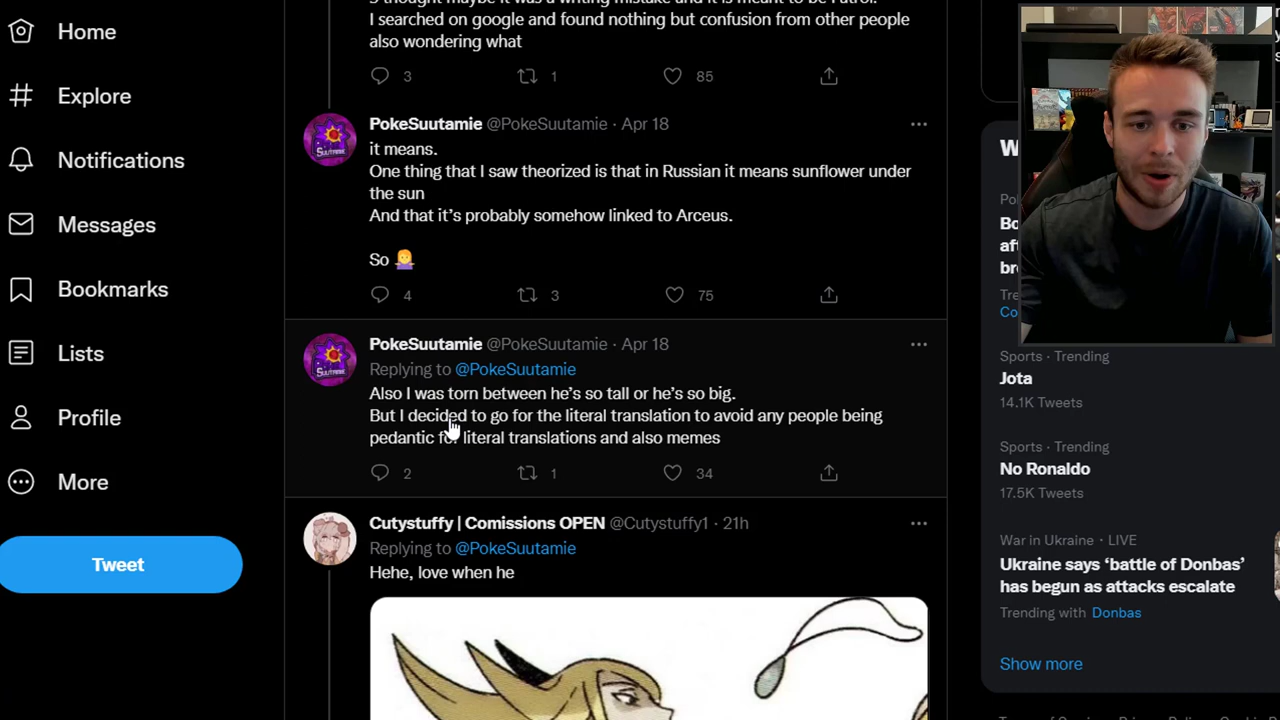 Home
Explore
Notifications
Messages
Bookmarks
Lists
Profile
More
Tweet
I searched on google and found nothing but confusion from other people
also wondering what
3 1 85
PokeSuutamie @PokeSuutamie · Apr 18
it means.
One thing that I saw theorized is that in Russian it means sunflower under
the sun
And that it's probably somehow linked to Arceus.
So 🤷‍♀️
4 3 75
PokeSuutamie @PokeSuutamie · Apr 18
Replying to @PokeSuutamie
Also I was torn between he's so tall or he's so big.
But I decided to go for the literal translation to avoid any people being
pedantic for literal translations and also memes
2 1 34
Cutystuffy | Comissions OPEN @Cutystuffy1 · 21h
Replying to @PokeSuutamie
Hehe, love when he
Sports · Trending
Jota
14.1K Tweets
Sports · Trending
No Ronaldo
17.5K Tweets
War in Ukraine · LIVE
Ukraine says 'battle of Donbas'
has begun as attacks escalate
Trending with Donbas
Show more